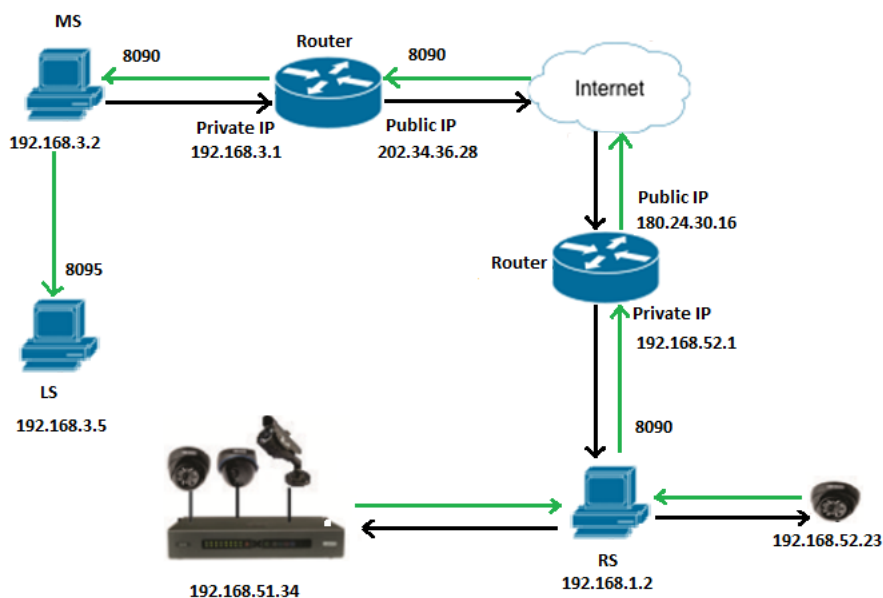 MS
8090
Router
8090
Internet
Private IP
192.168.3.1
Public IP
202.34.36.28
192.168.3.2
Public IP
180.24.30.16
Router
8095
Private IP
192.168.52.1
LS
192.168.3.5
8090
192.168.51.34
RS
192.168.1.2
192.168.52.23